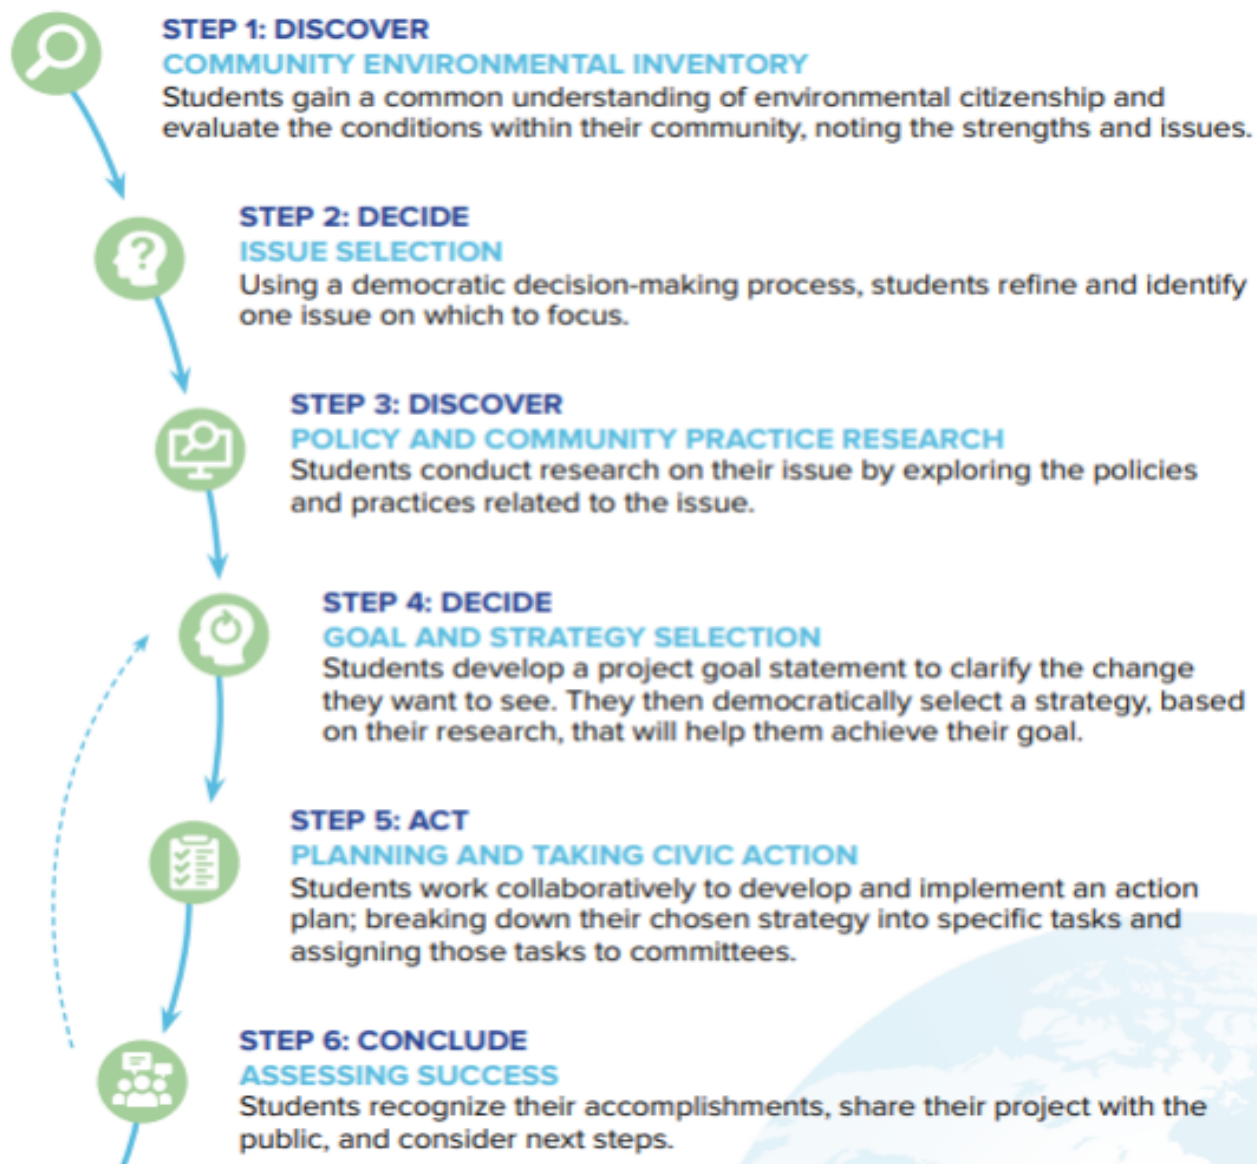 STEP 1: DISCOVER
COMMUNITY ENVIRONMENTAL INVENTORY
Students gain a common understanding of environmental citizenship and
evaluate the conditions within their community, noting the strengths and issues.
STEP 2: DECIDE
ISSUE SELECTION
Using a democratic decision-making process, students refine and identify
one issue on which to focus.
STEP 3: DISCOVER
POLICY AND COMMUNITY PRACTICE RESEARCH
Students conduct research on their issue by exploring the policies
and practices related to the issue.
STEP 4: DECIDE
GOAL AND STRATEGY SELECTION
Students develop a project goal statement to clarify the change
they want to see. They then democratically select a strategy, based
on their research, that will help them achieve their goal.
STEP 5: ACT
PLANNING AND TAKING CIVIC ACTION
Students work collaboratively to develop and implement an action
plan; breaking down their chosen strategy into specific tasks and
assigning those tasks to committees.
STEP 6: CONCLUDE
ASSESSING SUCCESS
Students recognize their accomplishments, share their project with the
public, and consider next steps.